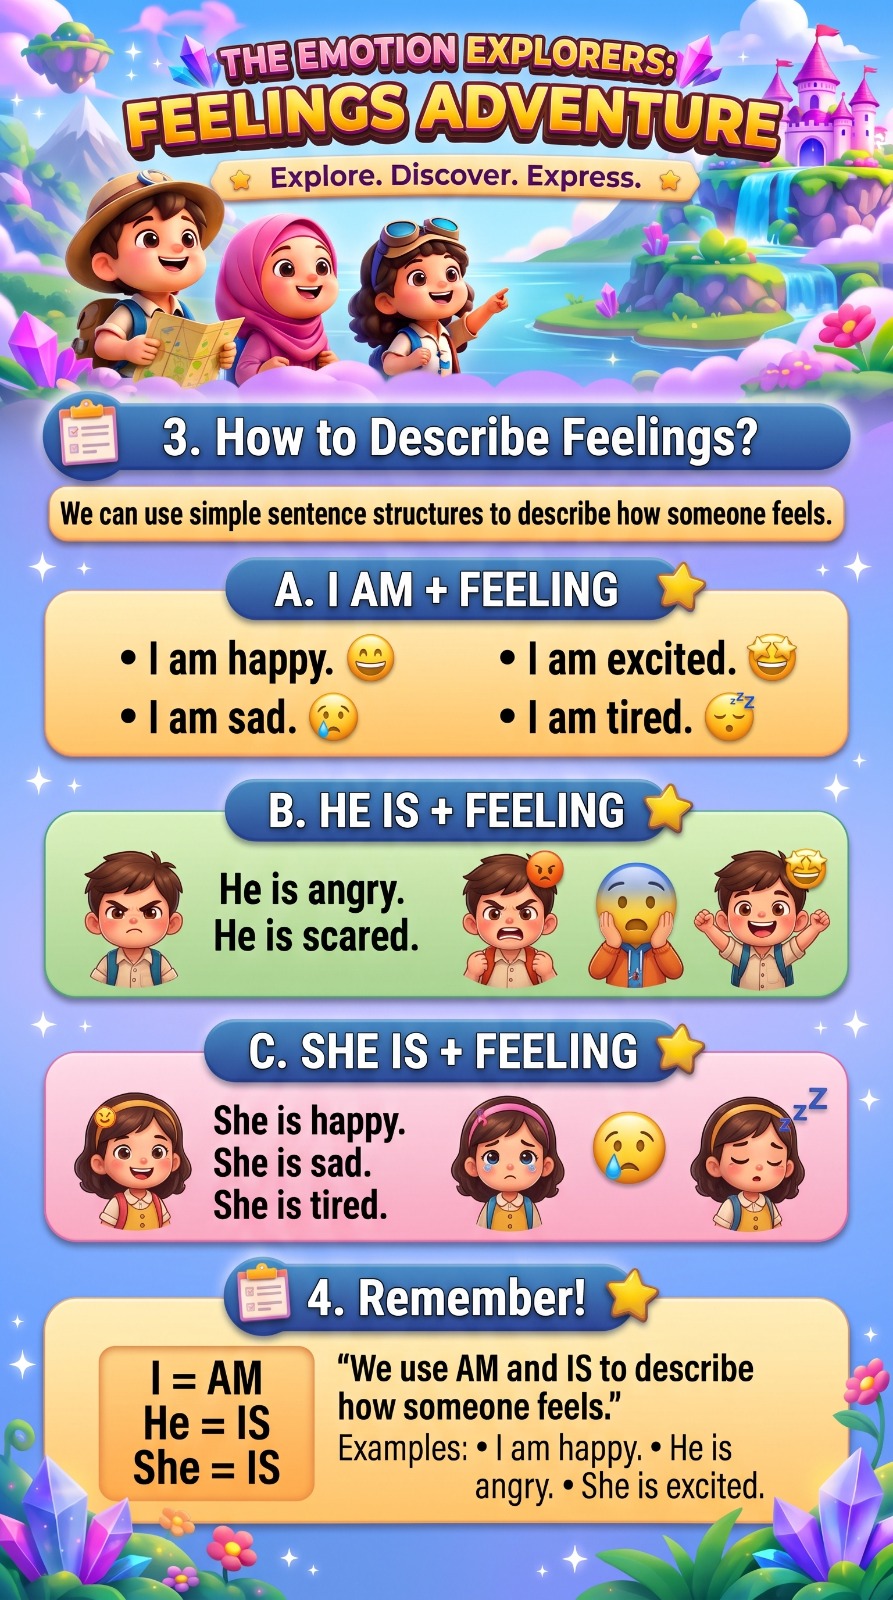 THE EMOTION EXPLORERS:
FEELINGS ADVENTURE
Explore. Discover. Express.
3. How to Describe Feelings?
We can use simple sentence structures to describe how someone feels.
A. I AM + FEELING
• I am happy.
• I am excited.
• I am sad.
• I am tired.
zzZ
B. HE IS + FEELING
He is angry.
He is scared.
C. SHE IS + FEELING
She is happy.
She is sad.
She is tired.
zzZ
4. Remember!
I = AM
He = IS
She = IS
“We use AM and IS to describe
how someone feels.”
Examples: • I am happy. • He is
angry. • She is excited.